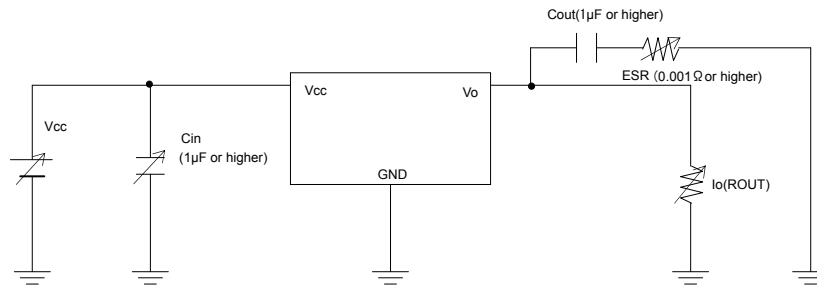 Cout(1µF or higher)
ESR (0.001Ω or higher)
Vcc
Vo
Vcc
Cin
(1µF or higher)
GND
Io(ROUT)